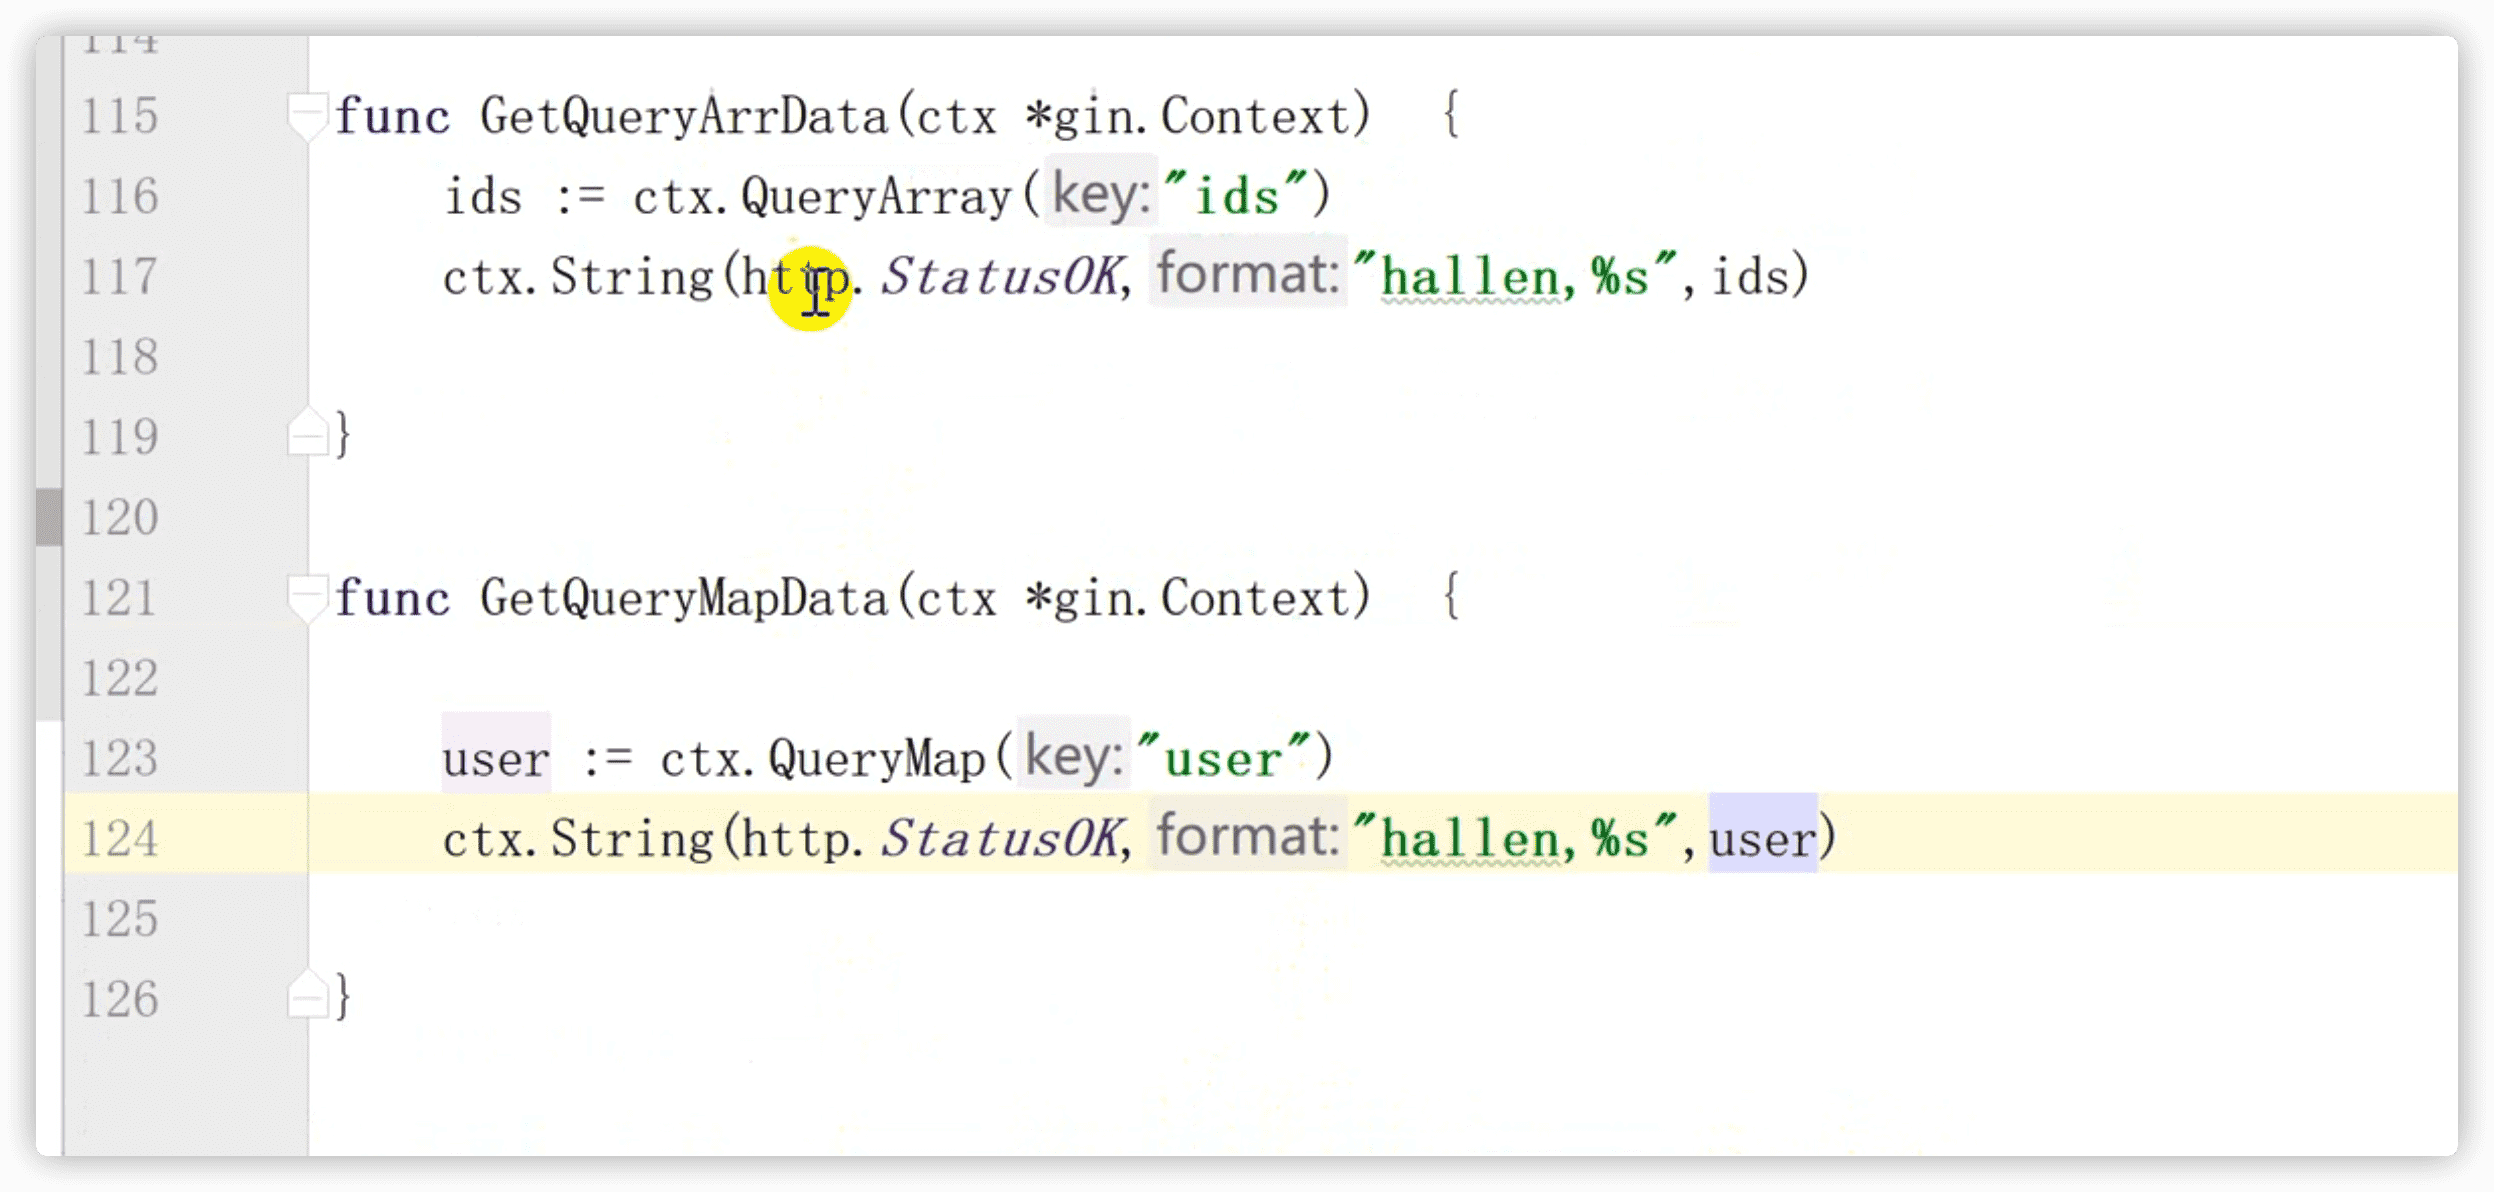 114
115 func GetQueryArrData(ctx *gin.Context)  {
116 ids := ctx.QueryArray( key: "ids")
117 ctx.String(http.StatusOK, format: "hallen,%s",ids)
118
119 }
120
121 func GetQueryMapData(ctx *gin.Context)  {
122
123 user := ctx.QueryMap( key: "user")
124 ctx.String(http.StatusOK, format: "hallen,%s",user)
125
126 }